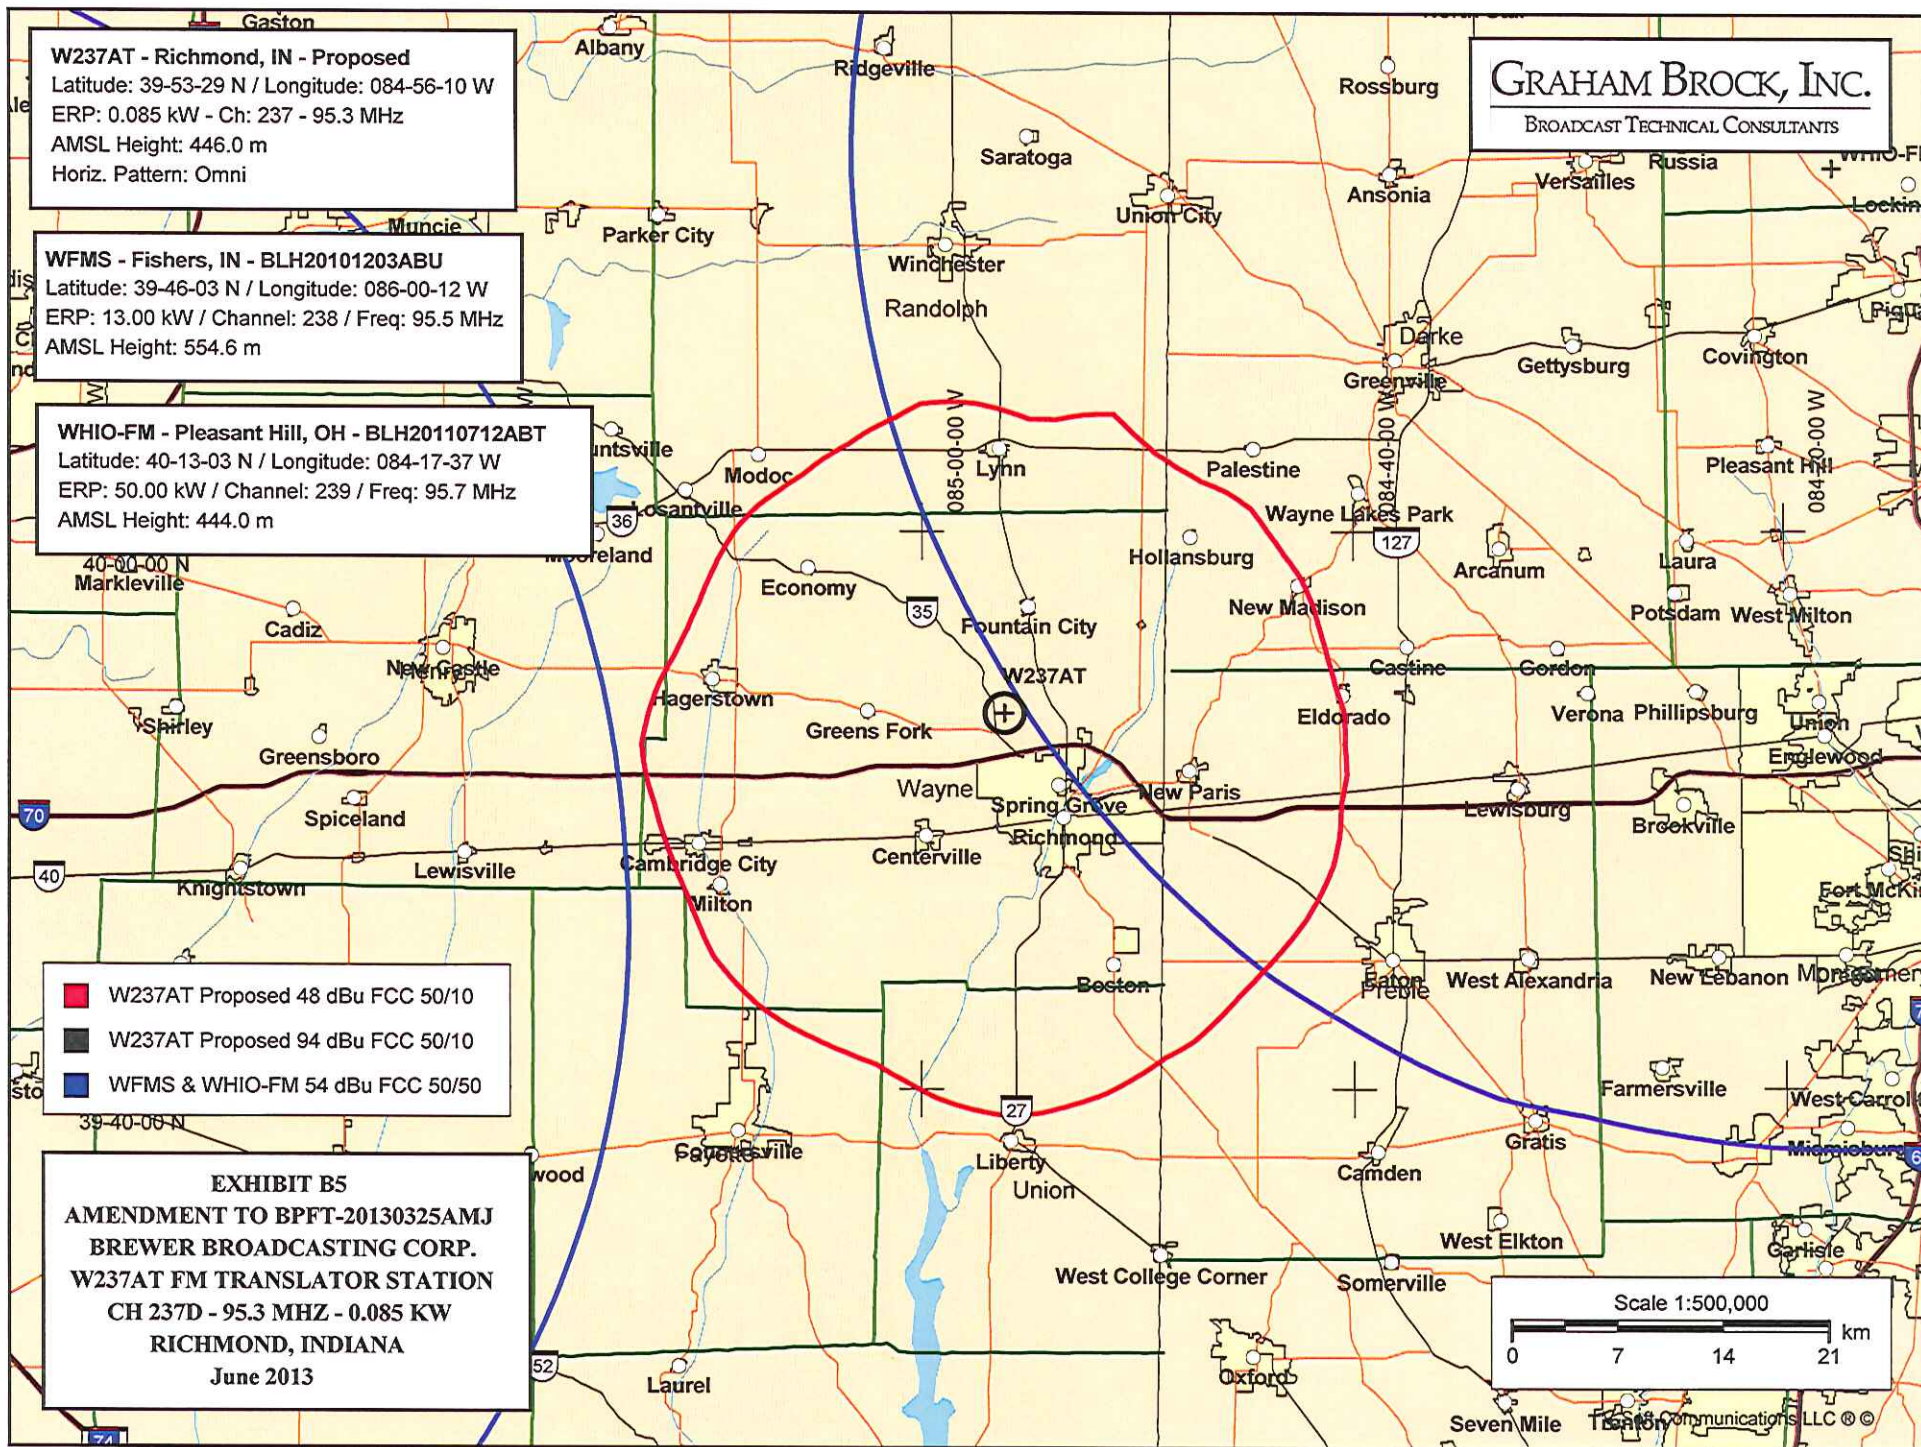 W237AT - Richmond, IN - Proposed
Latitude: 39-53-29 N / Longitude: 084-56-10 W
ERP: 0.085 kW - Ch: 237 - 95.3 MHz
AMSL Height: 446.0 m
Horiz. Pattern: Omni
WFMS - Fishers, IN - BLH20101203ABU
Latitude: 39-46-03 N / Longitude: 086-00-12 W
ERP: 13.00 kW / Channel: 238 / Freq: 95.5 MHz
AMSL Height: 554.6 m
WHIO-FM - Pleasant Hill, OH - BLH20110712ABT
Latitude: 40-13-03 N / Longitude: 084-17-37 W
ERP: 50.00 kW / Channel: 239 / Freq: 95.7 MHz
AMSL Height: 444.0 m
GRAHAM BROCK, INC.
BROADCAST TECHNICAL CONSULTANTS
Gaston
Albany
Ridgeville
Rossburg
Saratoga
Ansonia
Versailles
Russia
WHIO-F
Union City
Muncie
Parker City
Winchester
Randolph
Darke
Greenville
Gettysburg
Covington
085-00-00 W
084-40-00 W
Modoc
Lynn
Palestine
Pleasant Hill
Losantville
36
Wayne Lakes Park
127
Hollansburg
Arcanum
Laura
40-00-00 N
Markleville
Economy
New Madison
Potsdam
West Milton
Cadiz
35
Fountain City
New Castle
Castine
Gordon
W237AT
Hagerstown
Greens Fork
Eldorado
Verona
Phillipsburg
Union
Shirley
Greensboro
Englewood
Wayne
New Paris
Spring Grove
Lewisburg
70
Spiceland
Richmond
Brookville
40
Knightstown
Lewisville
Cambridge City
Centerville
Milton
Boston
Eaton
Preble
West Alexandria
New Lebanon
W237AT Proposed 48 dBu FCC 50/10
W237AT Proposed 94 dBu FCC 50/10
WFMS & WHIO-FM 54 dBu FCC 50/50
39-40-00 N
27
Farmersville
Gratis
Liberty
Union
Camden
West Elkton
Carlisle
West College Corner
Somerville
Oxford
Laurel
52
Seven Mile
74
EXHIBIT B5
AMENDMENT TO BPFT-20130325AMJ
BREWER BROADCASTING CORP.
W237AT FM TRANSLATOR STATION
CH 237D - 95.3 MHZ - 0.085 KW
RICHMOND, INDIANA
June 2013
Scale 1:500,000
km
0 7 14 21